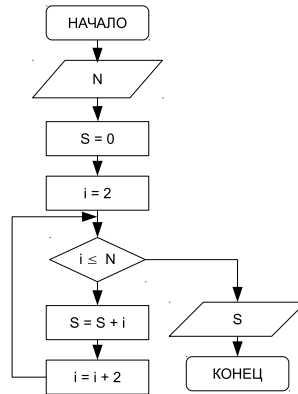 НАЧАЛО
N
S = 0
i = 2
i ≤ N
S = S + i
S
i = i + 2
КОНЕЦ